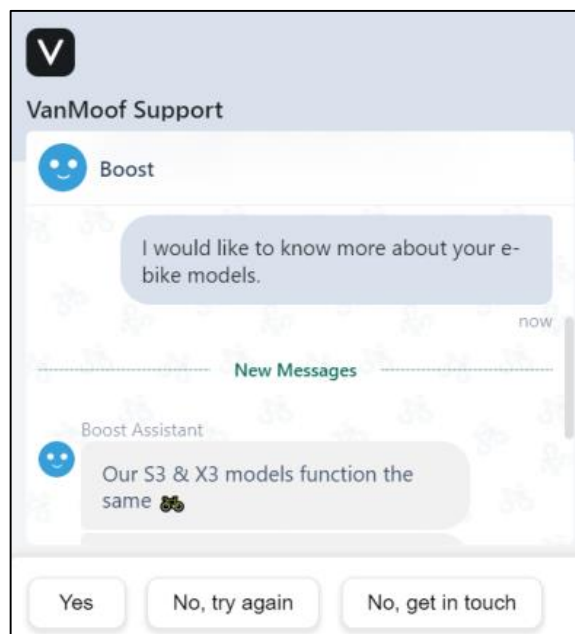 V
VanMoof Support
Boost
I would like to know more about your e-
bike models.
now
New Messages
Boost Assistant
Our S3 & X3 models function the
same
Yes
No, try again
No, get in touch